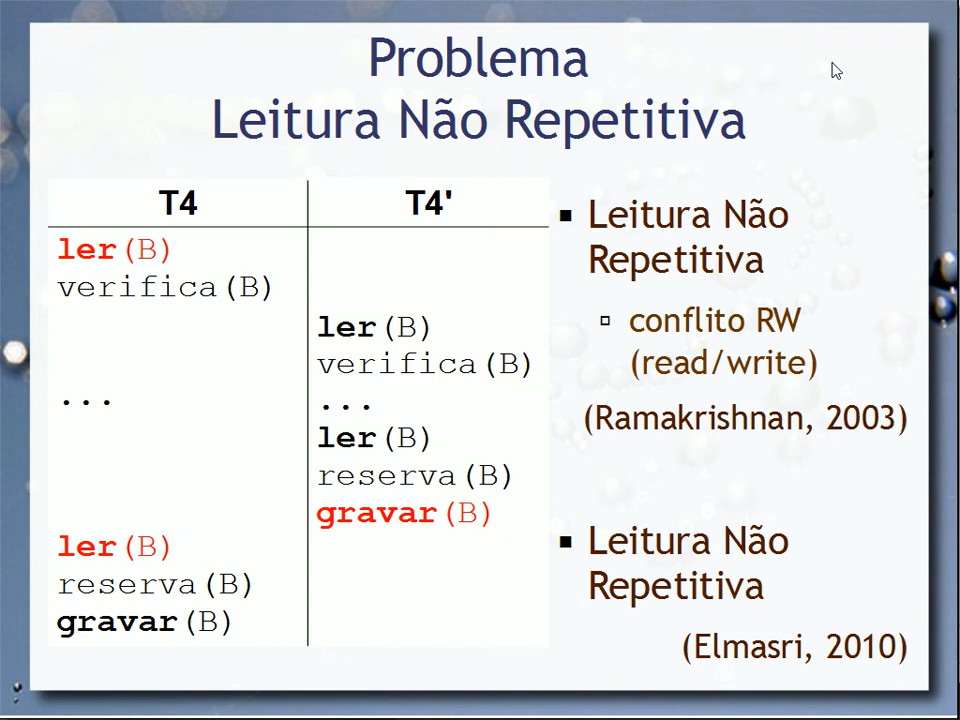 Problema
Leitura Não Repetitiva
T4 T4'
ler(B)
verifica(B)
ler(B)
verifica(B)
... ...
ler(B)
reserva(B)
gravar(B)
ler(B)
reserva(B)
gravar(B)
Leitura Não
Repetitiva
conflito RW
(read/write)
(Ramakrishnan, 2003)
Leitura Não
Repetitiva
(Elmasri, 2010)